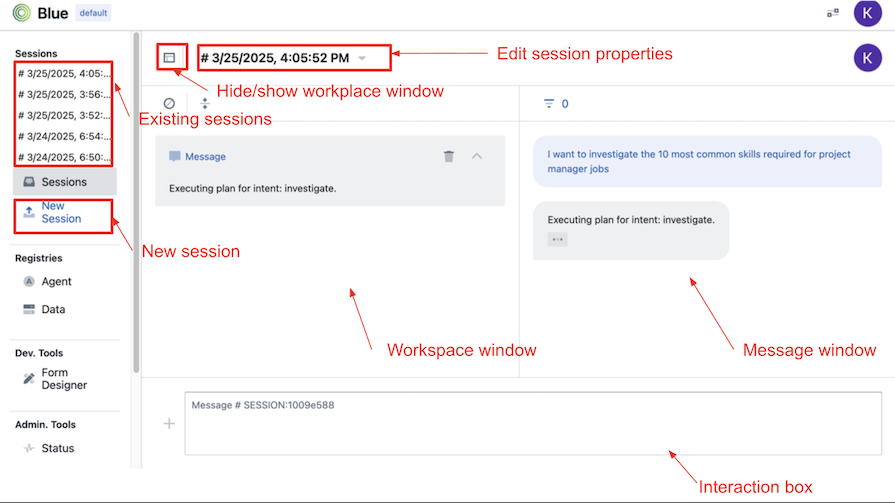 Blue default
K
Sessions
# 3/25/2025, 4:05:...
# 3/25/2025, 3:56:...
# 3/25/2025, 3:52:...
# 3/24/2025, 6:54:...
# 3/24/2025, 6:50:...
Sessions
New
Session
Registries
Agent
Data
Dev. Tools
Form
Designer
Admin. Tools
Status
# 3/25/2025, 4:05:52 PM
Edit session properties
K
Hide/show workplace window
Existing sessions
0
Message
Executing plan for intent: investigate.
I want to investigate the 10 most common skills required for project
manager jobs
Executing plan for intent: investigate.
New session
Workspace window
Message window
Message # SESSION:1009e588
Interaction box